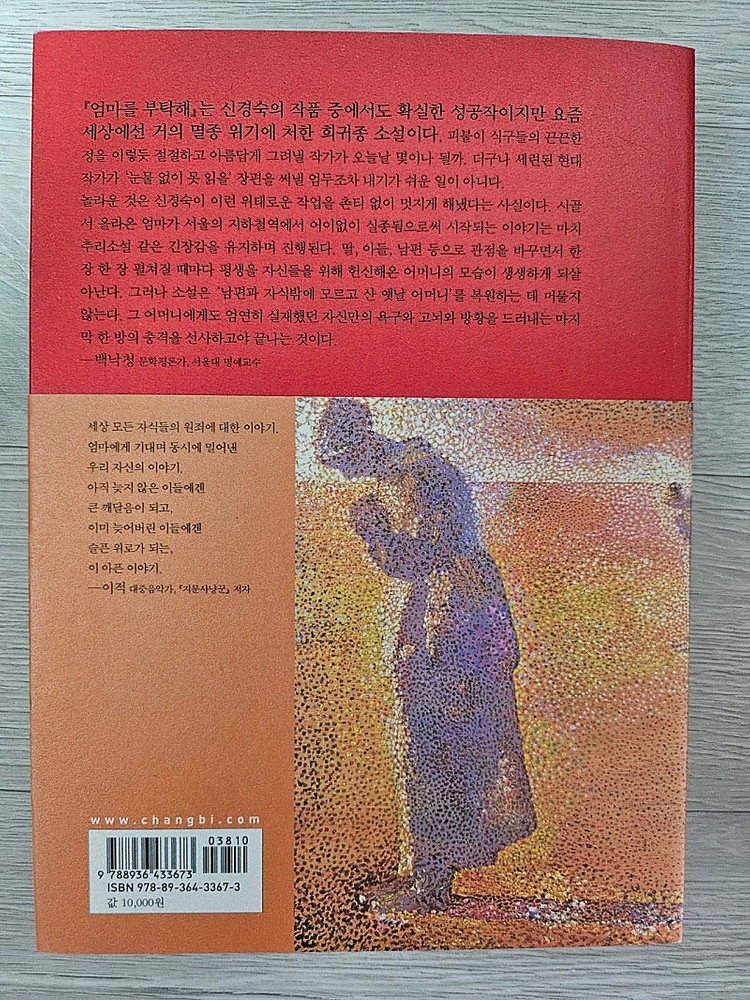 『엄마를 부탁해』는 신경숙의 작품 중에서도 확실한 성공작이지만 요즘
세상에선 거의 멸종 위기에 처한 희귀종 소설이다. 피붙이 식구들의 끈끈한
정을 이렇듯 절절하고 아름답게 그려낼 작가가 오늘날 몇이나 될까. 더구나 세련된 현대
작가가 ‘눈물 없이 못 읽을’ 장편을 써낼 엄두조차 내기가 쉬운 일이 아니다.
놀라운 것은 신경숙이 이런 위태로운 작업을 촌티 없이 멋지게 해냈다는 사실이다. 시골
서 올라온 엄마가 서울의 지하철역에서 어이없이 실종됨으로써 시작되는 이야기는 마치
추리소설 같은 긴장감을 유지하며 진행된다. 딸, 아들, 남편 등으로 관점을 바꾸면서 한
장 한 장 펼쳐질 때마다 평생을 자신들을 위해 헌신해온 어머니의 모습이 생생하게 되살
아난다. 그러나 소설은 ‘남편과 자식밖에 모르고 산 옛날 어머니’를 복원하는 데 머물지
않는다. 그 어머니에게도 엄연히 실재했던 자신만의 욕구와 고뇌와 방황을 드러내는 마지
막 한 방의 충격을 선사하고야 끝나는 것이다.
―백낙청 문학평론가, 서울대 명예교수
세상 모든 자식들의 원죄에 대한 이야기.
엄마에게 기대며 동시에 밀어낸
우리 자신의 이야기.
아직 늦지 않은 이들에겐
큰 깨달음이 되고,
이미 늦어버린 이들에겐
슬픈 위로가 되는,
이 아픈 이야기.
―이적 대중음악가, 『지문사냥꾼』 저자
www.changbi.com
03810
9 788936 433673
ISBN 978-89-364-3367-3
값 10,000원